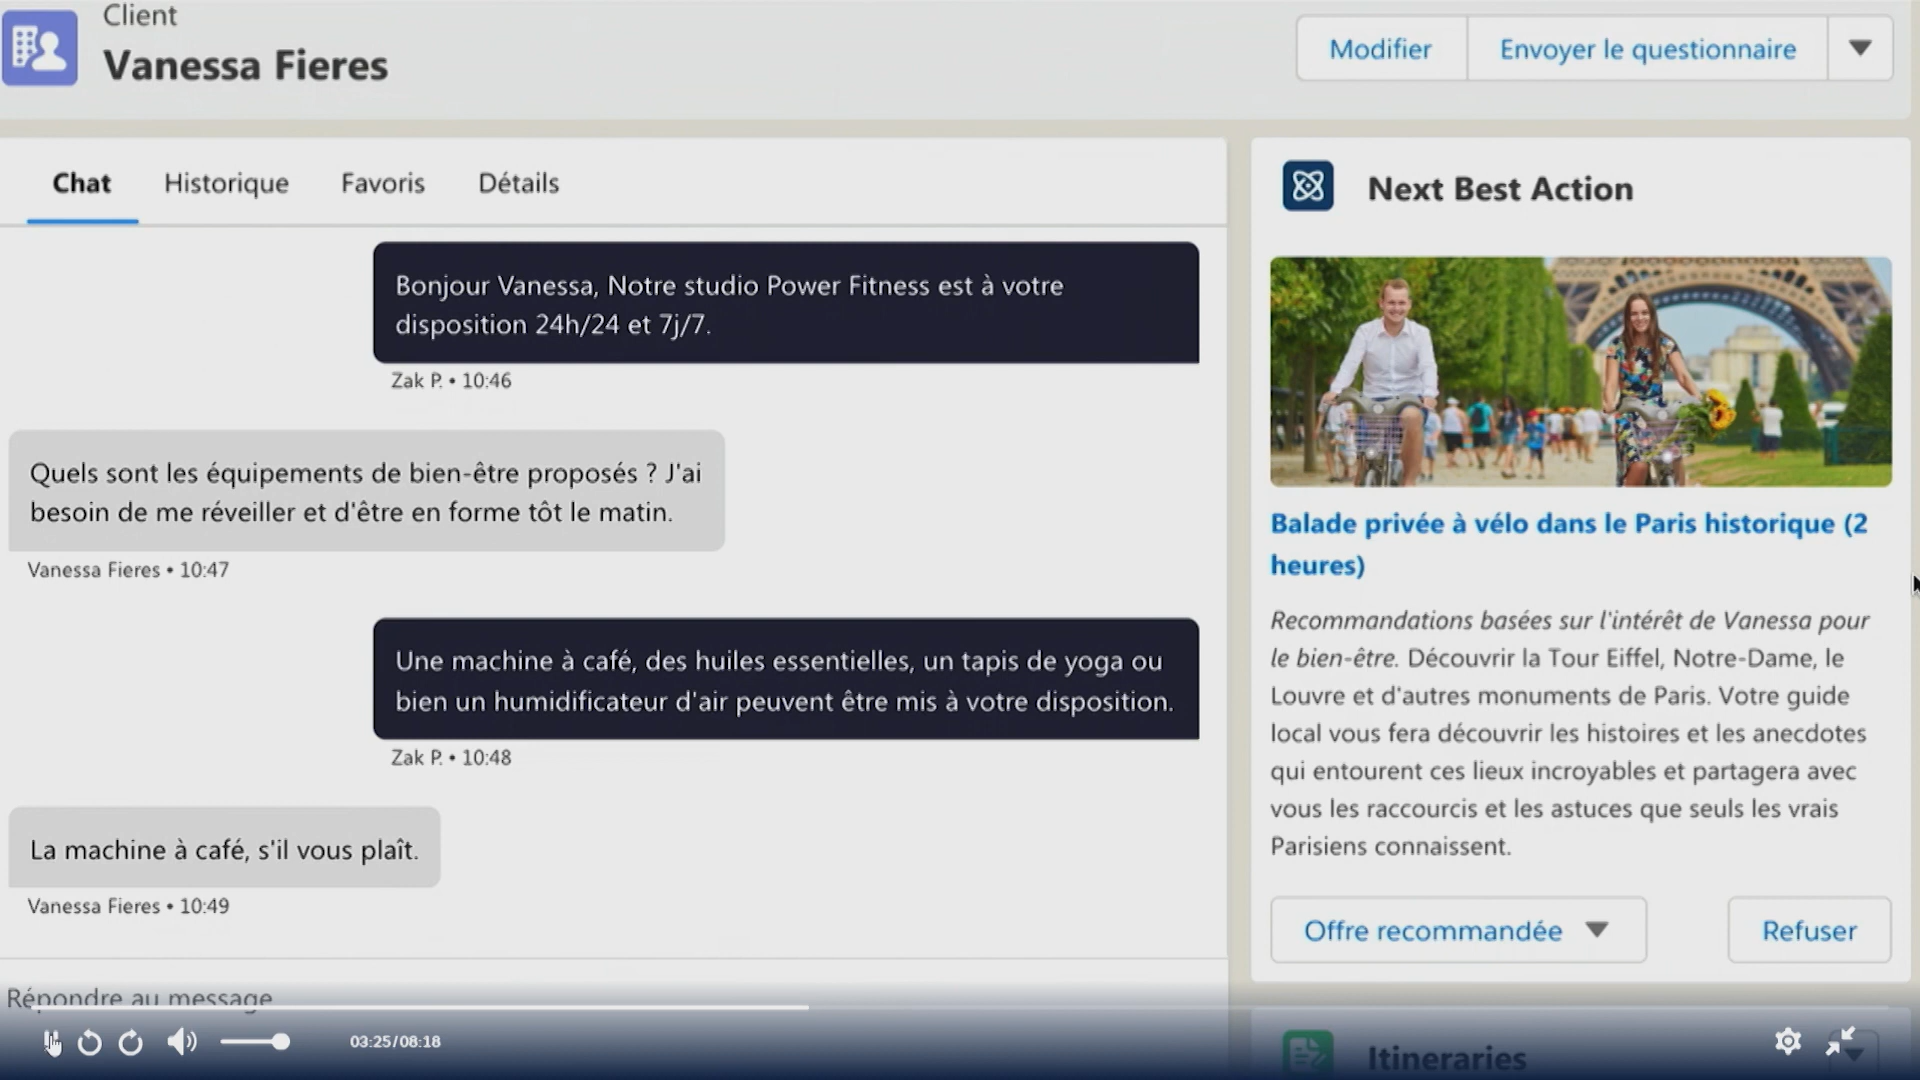 Client
Vanessa Fieres
Modifier
Envoyer le questionnaire
Chat
Historique
Favoris
Détails
Bonjour Vanessa, Notre studio Power Fitness est à votre
disposition 24h/24 et 7j/7.
Zak P. • 10:46
Quels sont les équipements de bien-être proposés ? J'ai
besoin de me réveiller et d'être en forme tôt le matin.
Vanessa Fieres • 10:47
Une machine à café, des huiles essentielles, un tapis de yoga ou
bien un humidificateur d'air peuvent être mis à votre disposition.
Zak P. • 10:48
La machine à café, s'il vous plaît.
Vanessa Fieres • 10:49
Répondre au message
Next Best Action
Balade privée à vélo dans le Paris historique (2
heures)
Recommandations basées sur l'intérêt de Vanessa pour
le bien-être. Découvrir la Tour Eiffel, Notre-Dame, le
Louvre et d'autres monuments de Paris. Votre guide
local vous fera découvrir les histoires et les anecdotes
qui entourent ces lieux incroyables et partagera avec
vous les raccourcis et les astuces que seuls les vrais
Parisiens connaissent.
Offre recommandée
Refuser
Itineraries
03:25/08:18